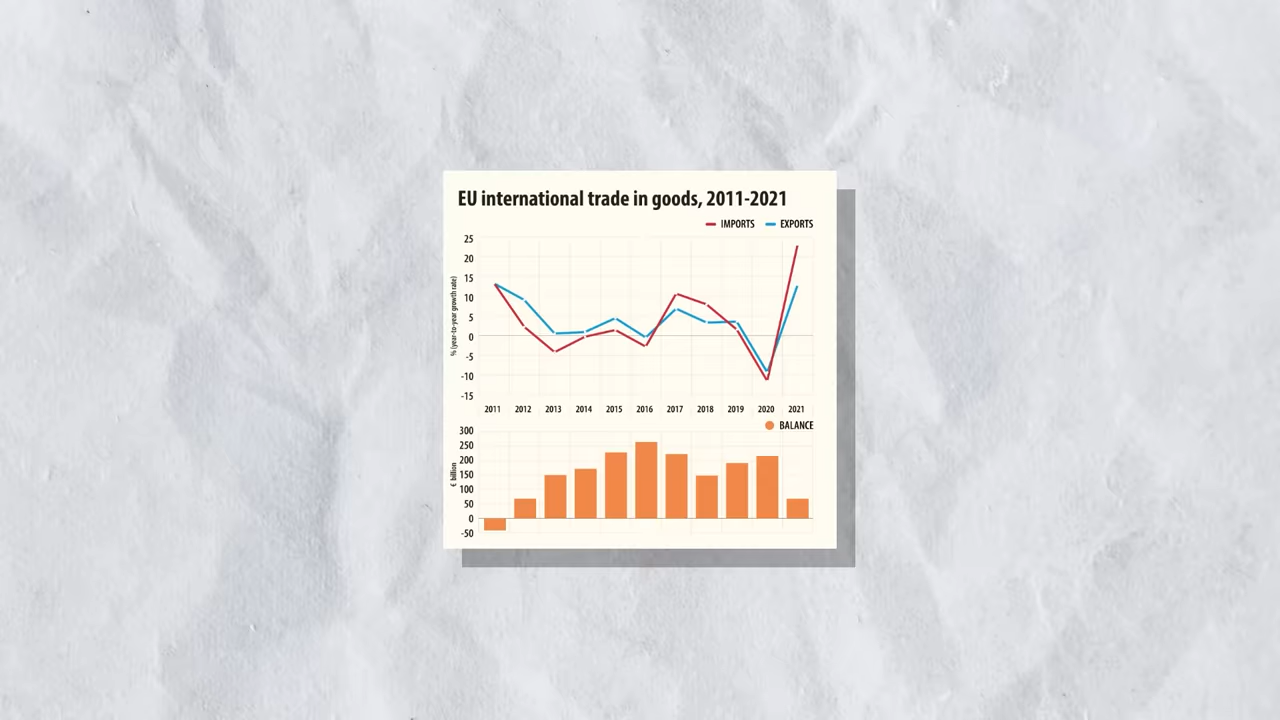 EU international trade in goods, 2011-2021
IMPORTS EXPORTS
% (year-to-year growth rate)
25
20
15
10
5
0
-5
-10
-15
2011 2012 2013 2014 2015 2016 2017 2018 2019 2020 2021
BALANCE
€ billion
300
250
200
150
100
50
0
-50